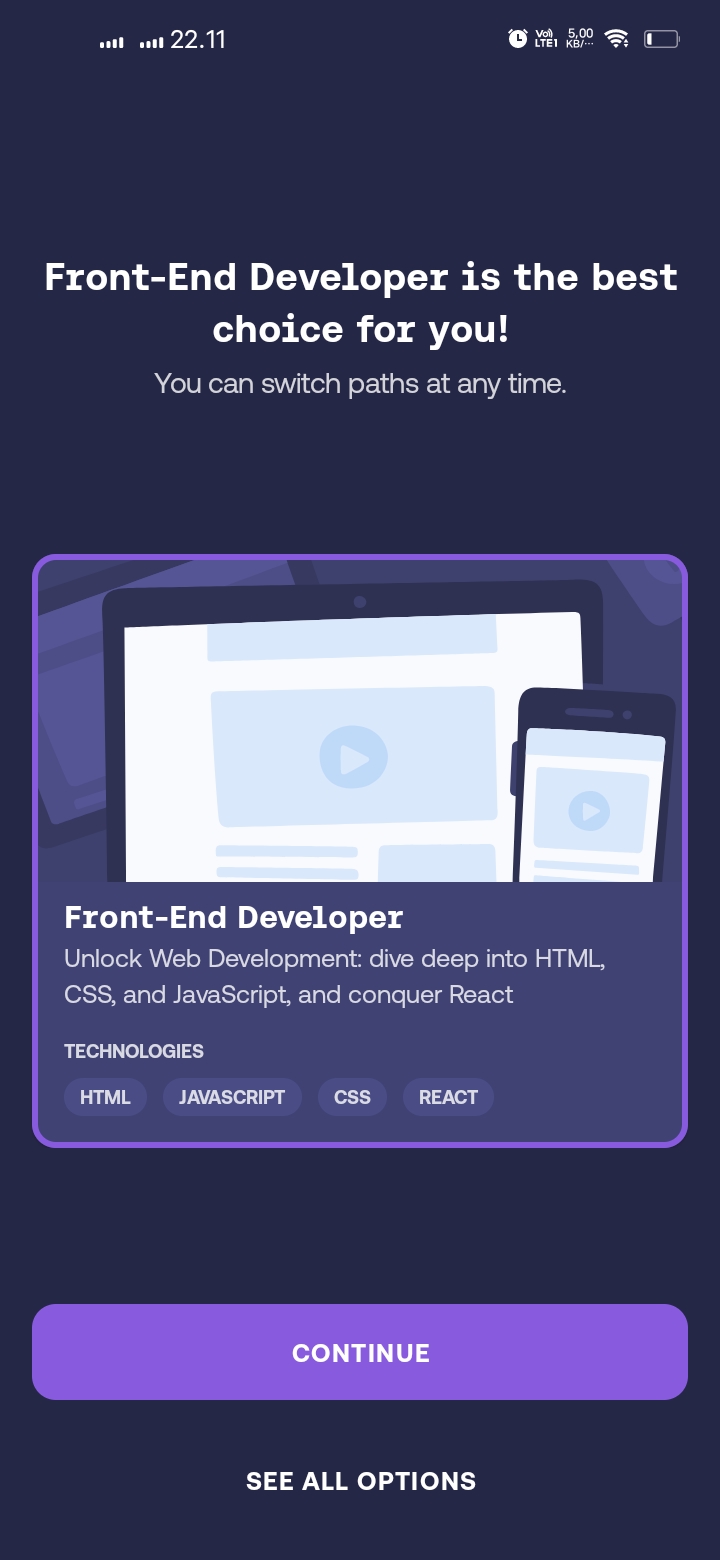 22.11
Vo)) 5,00
LTE1 KB/...
Front-End Developer is the best
choice for you!
You can switch paths at any time.
Front-End Developer
Unlock Web Development: dive deep into HTML,
CSS, and JavaScript, and conquer React
TECHNOLOGIES
HTML JAVASCRIPT CSS REACT
CONTINUE
SEE ALL OPTIONS